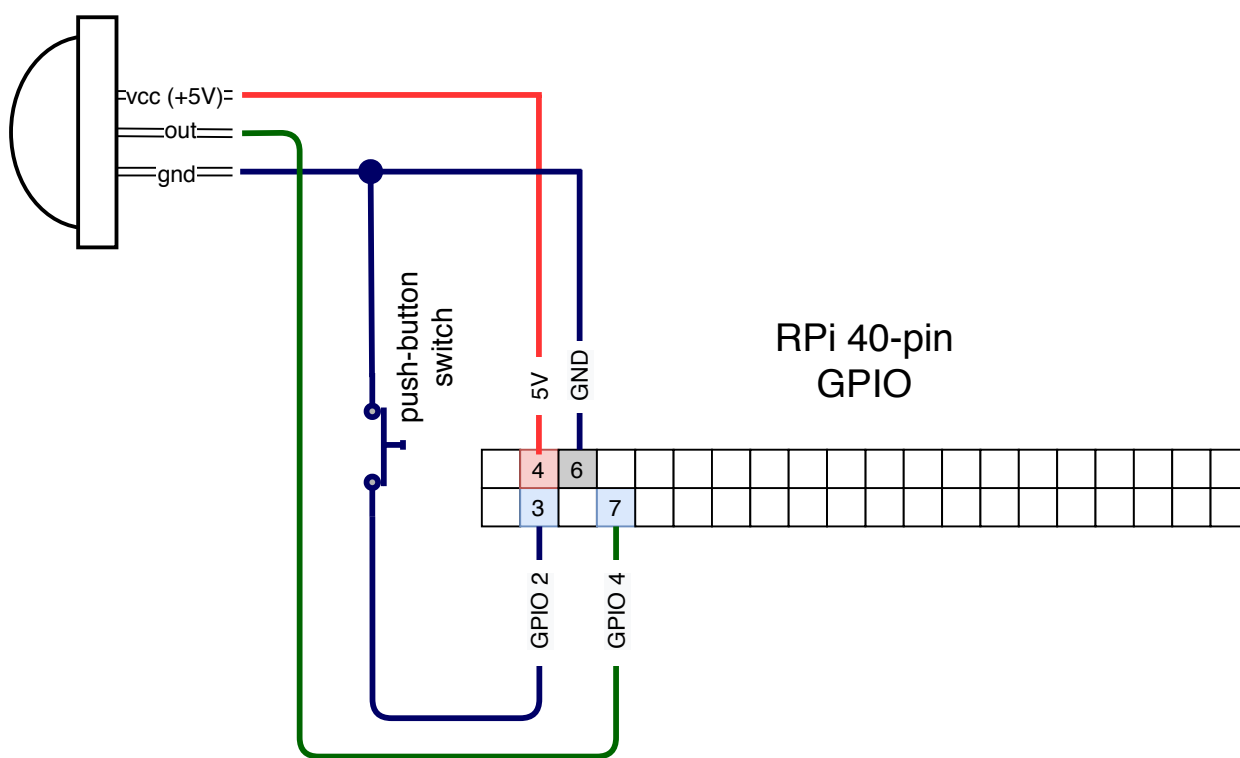 vcc (+5V)
out
gnd
push-button
switch
5V
GND
RPi 40-pin
GPIO
4
6
3
7
GPIO 2
GPIO 4